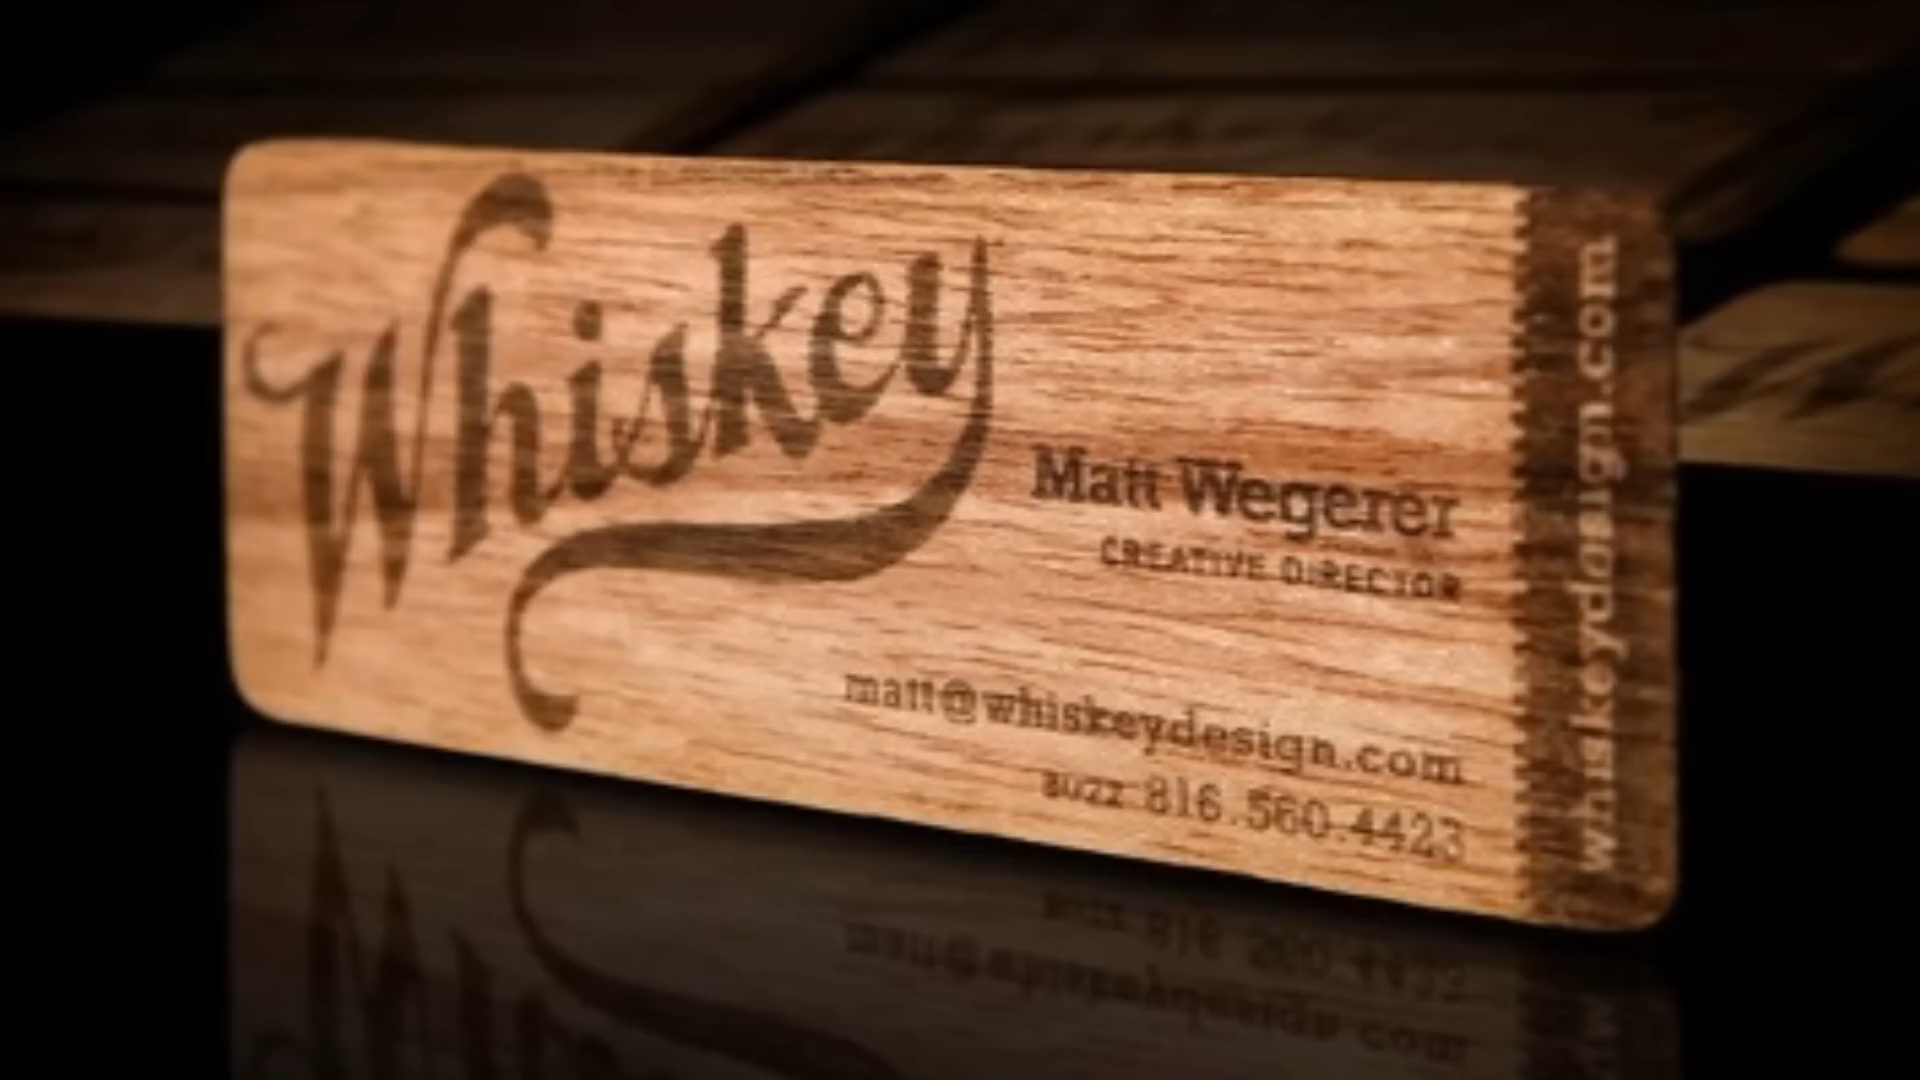 Whiskey
Matt Wegerer
CREATIVE DIRECTOR
matt@whiskeydesign.com
BUZZ 816.560.4423
whiskeydesign.com